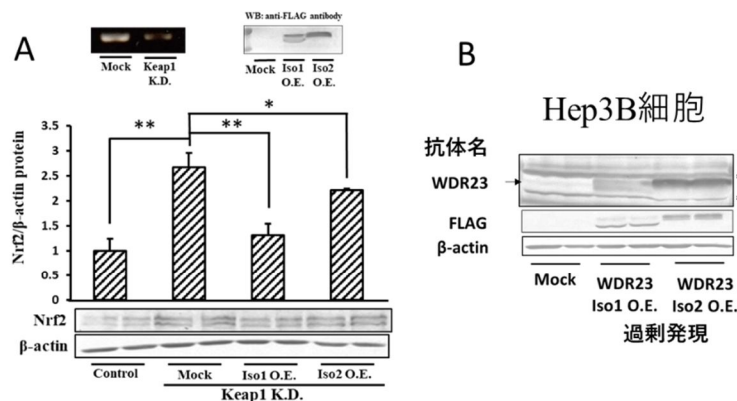 A
WB: anti-FLAG antibody
Mock
Keap1
K.D.
Mock
Iso1
O.E.
Iso2
O.E.
Nrf2/β-actin protein
3.5
3
2.5
2
1.5
1
0.5
0
**
**
*
Nrf2
β-actin
Control
Mock
Iso1 O.E.
Iso2 O.E.
Keap1 K.D.
B
Hep3B細胞
抗体名
WDR23
FLAG
β-actin
Mock
WDR23
Iso1 O.E.
WDR23
Iso2 O.E.
過剰発現